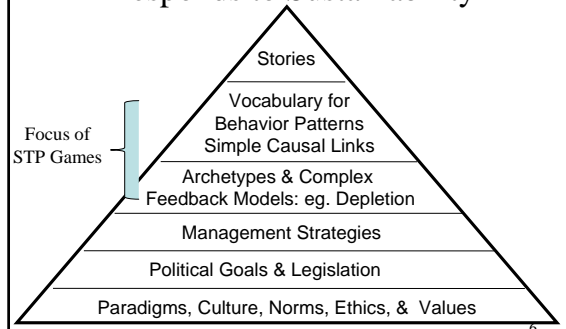 Stories
Vocabulary for
Behavior Patterns
Simple Causal Links
Focus of
STP Games
Archetypes & Complex
Feedback Models: eg. Depletion
Management Strategies
Political Goals & Legislation
Paradigms, Culture, Norms, Ethics, & Values